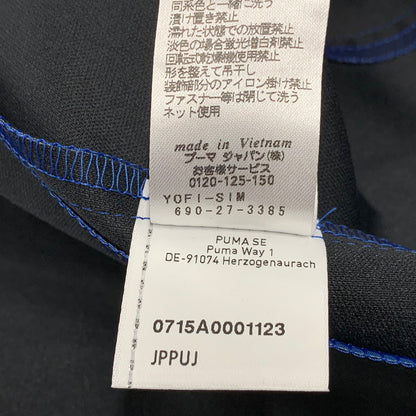 同系色と洗う
漬け置き禁止
濡れた状態での放置禁止
淡色の場合蛍光増白剤禁止
回転式乾燥機使用禁止
形を整えて吊干し
装飾部分のアイロン掛け禁止
ファスナー等は閉じて洗う
ネット使用
made in Vietnam
プーマ ジャパン(株)
お客様サービス
0120-125-150
YOFI-SIM
690-27-3385
PUMA SE
Puma Way 1
DE-91074 Herzogenaurach
0715A0001123
JPPUJ